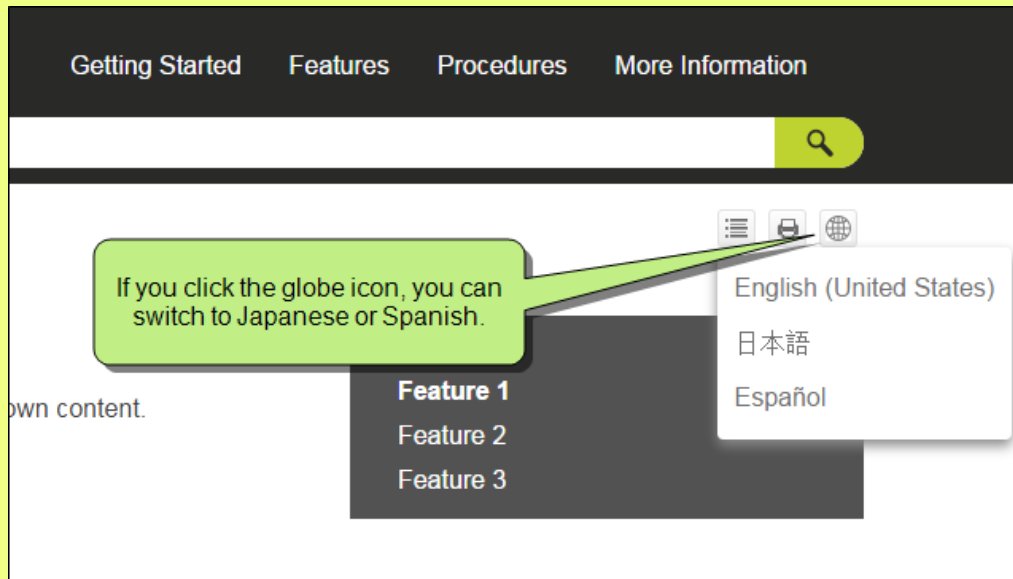 Getting Started Features Procedures More Information
If you click the globe icon, you can
switch to Japanese or Spanish.
English (United States)
日本語
Español
own content.
Feature 1
Feature 2
Feature 3